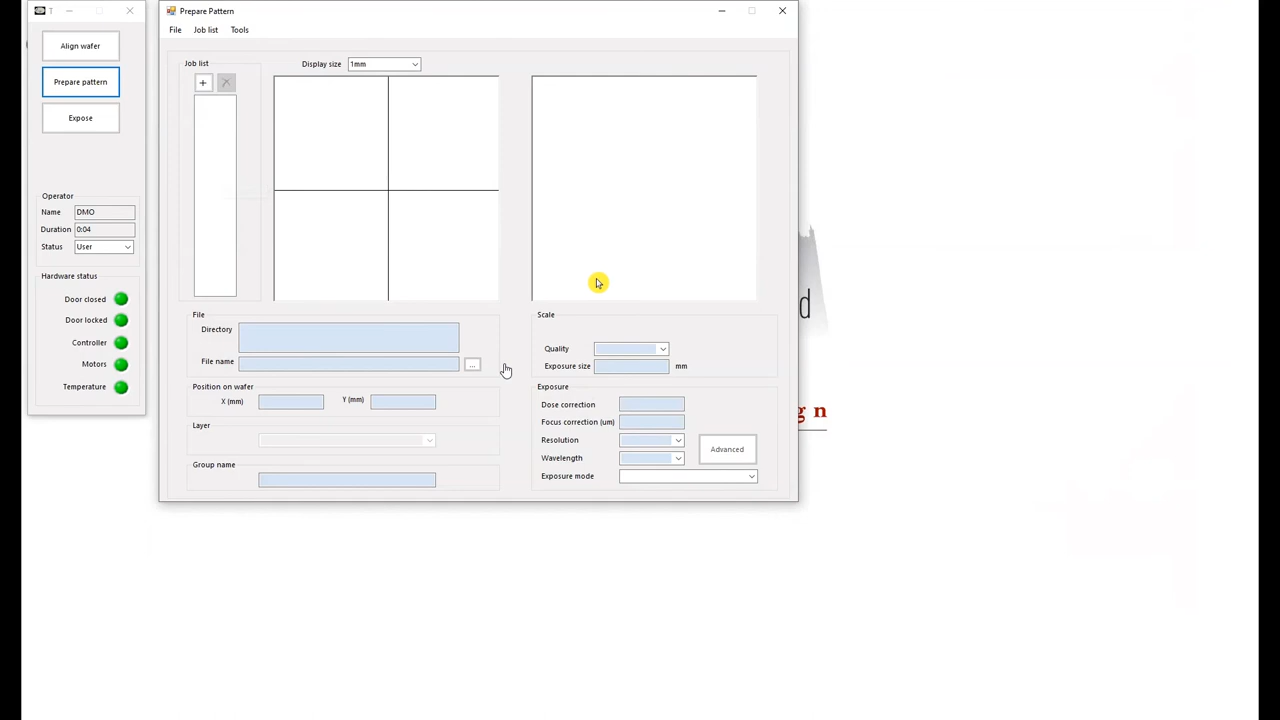 T
Align wafer
Prepare pattern
Expose
Operator
Name DMO
Duration 0:04
Status User
Hardware status
Door closed
Door locked
Controller
Motors
Temperature
Prepare Pattern
File Job list Tools
Job list
Display size 1mm
+
File
Directory
File name ...
Position on wafer
X (mm) Y (mm)
Layer
Group name
Scale
Quality
Exposure size mm
Exposure
Dose correction
Focus correction (um)
Resolution
Wavelength
Advanced
Exposure mode
d
g n